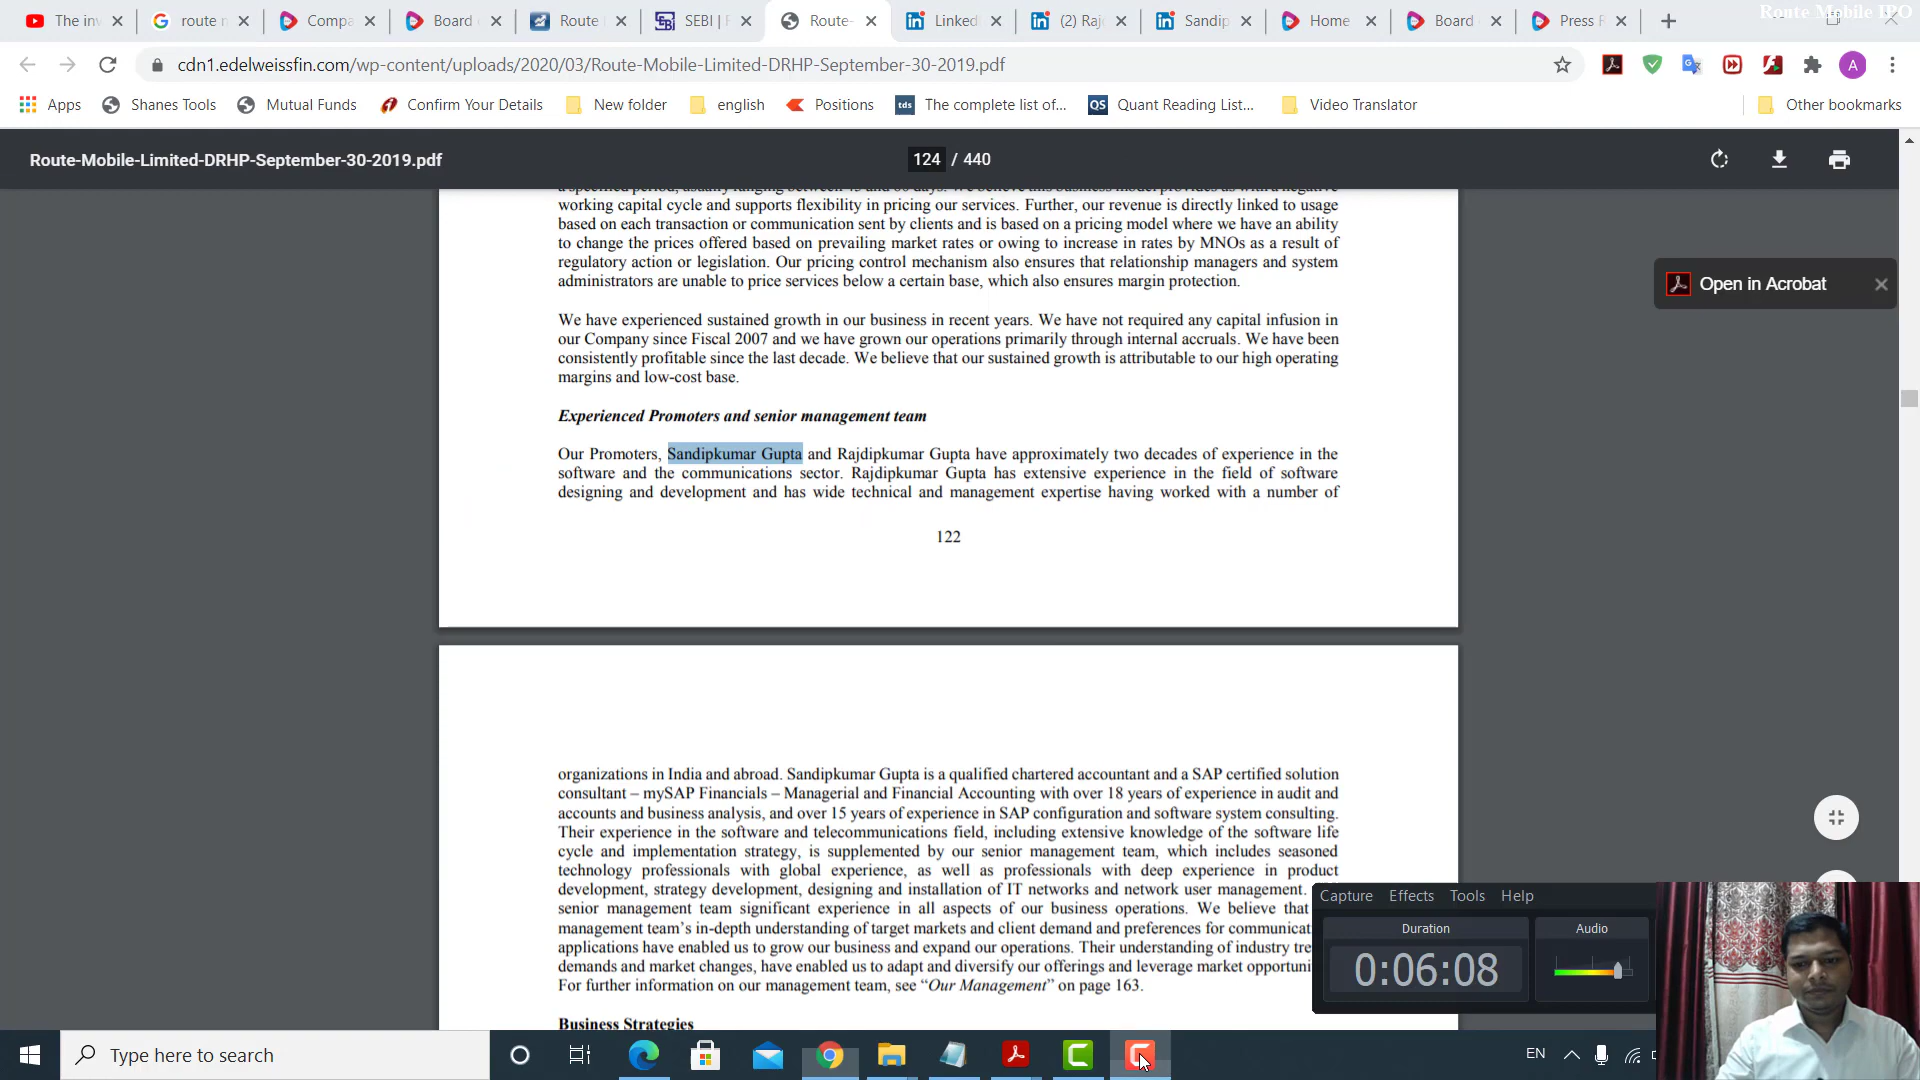 Route Mobile IPO
The inv
route m
Compa
Board
Route
SEBI | F
Route-
Linked
(2) Raj
Sandip
Home
Board
Press R
cdn1.edelweissfin.com/wp-content/uploads/2020/03/Route-Mobile-Limited-DRHP-September-30-2019.pdf
A
Apps
Shanes Tools
Mutual Funds
Confirm Your Details
New folder
english
Positions
tds
The complete list of...
QS
Quant Reading List...
Video Translator
Other bookmarks
Route-Mobile-Limited-DRHP-September-30-2019.pdf
124 / 440
Open in Acrobat
working capital cycle and supports flexibility in pricing our services. Further, our revenue is directly linked to usage
based on each transaction or communication sent by clients and is based on a pricing model where we have an ability
to change the prices offered based on prevailing market rates or owing to increase in rates by MNOs as a result of
regulatory action or legislation. Our pricing control mechanism also ensures that relationship managers and system
administrators are unable to price services below a certain base, which also ensures margin protection.
We have experienced sustained growth in our business in recent years. We have not required any capital infusion in
our Company since Fiscal 2007 and we have grown our operations primarily through internal accruals. We have been
consistently profitable since the last decade. We believe that our sustained growth is attributable to our high operating
margins and low-cost base.
Experienced Promoters and senior management team
Our Promoters, Sandipkumar Gupta and Rajdipkumar Gupta have approximately two decades of experience in the
software and the communications sector. Rajdipkumar Gupta has extensive experience in the field of software
designing and development and has wide technical and management expertise having worked with a number of
122
organizations in India and abroad. Sandipkumar Gupta is a qualified chartered accountant and a SAP certified solution
consultant – mySAP Financials – Managerial and Financial Accounting with over 18 years of experience in audit and
accounts and business analysis, and over 15 years of experience in SAP configuration and software system consulting.
Their experience in the software and telecommunications field, including extensive knowledge of the software life
cycle and implementation strategy, is supplemented by our senior management team, which includes seasoned
technology professionals with global experience, as well as professionals with deep experience in product
development, strategy development, designing and installation of IT networks and network user management.
senior management team significant experience in all aspects of our business operations. We believe that
management team's in-depth understanding of target markets and client demand and preferences for communicati
applications have enabled us to grow our business and expand our operations. Their understanding of industry tre
demands and market changes, have enabled us to adapt and diversify our offerings and leverage market opportuni
For further information on our management team, see “Our Management” on page 163.
Business Strategies
Capture Effects Tools Help
Duration
Audio
0:06:08
Type here to search
EN